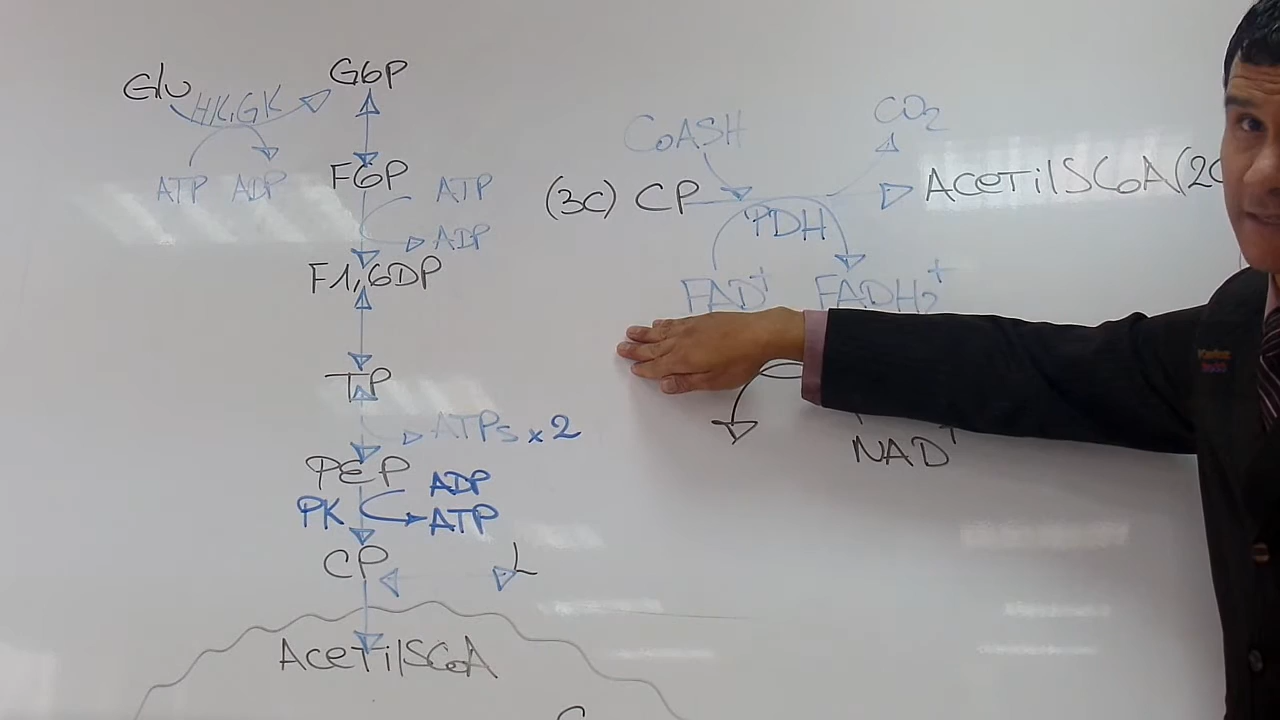 Glu
HK,GK
G6P
ATP ADP
F6P
ATP
ADP
F1,6DP
TP
ATPs x 2
PEP
PK
ADP
ATP
CP
L
AcetilSCoA
C
CoASH
CO2
(3C) CP
PDH
AcetilSCoA (2C
FAD+
FADH2+
NAD+